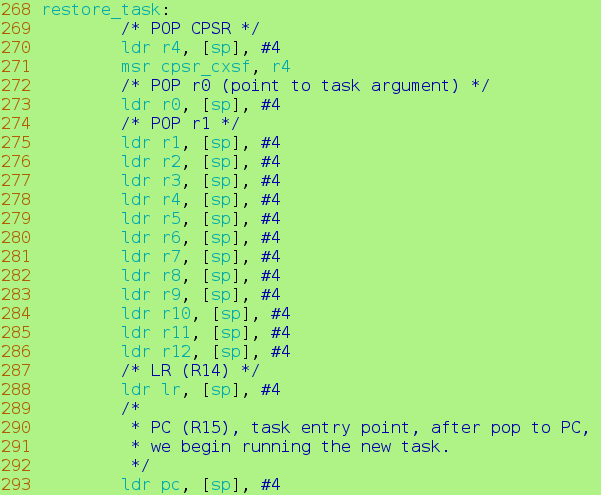 268 restore_task:
269         /* POP CPSR */
270         ldr r4, [sp], #4
271         msr cpsr_cxsf, r4
272         /* POP r0 (point to task argument) */
273         ldr r0, [sp], #4
274         /* POP r1 */
275         ldr r1, [sp], #4
276         ldr r2, [sp], #4
277         ldr r3, [sp], #4
278         ldr r4, [sp], #4
279         ldr r5, [sp], #4
280         ldr r6, [sp], #4
281         ldr r7, [sp], #4
282         ldr r8, [sp], #4
283         ldr r9, [sp], #4
284         ldr r10, [sp], #4
285         ldr r11, [sp], #4
286         ldr r12, [sp], #4
287         /* LR (R14) */
288         ldr lr, [sp], #4
289         /*
290          * PC (R15), task entry point, after pop to PC,
291          * we begin running the new task.
292          */
293         ldr pc, [sp], #4